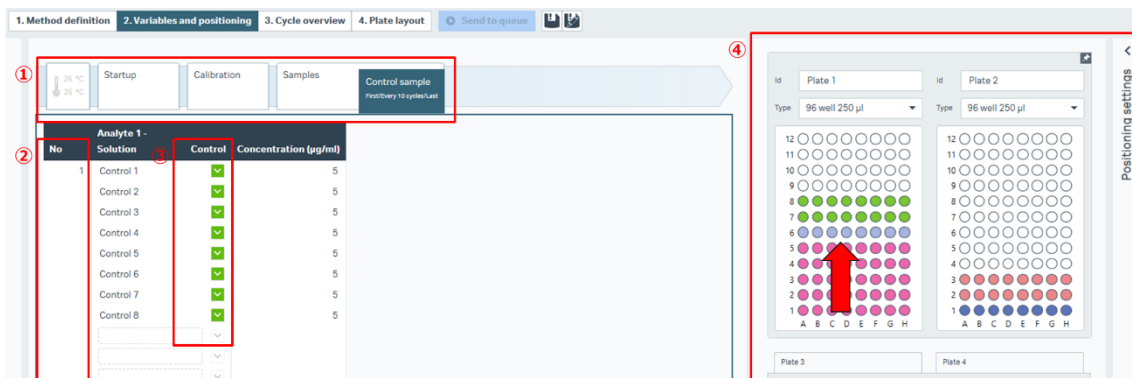 1. Method definition 2. Variables and positioning 3. Cycle overview 4. Plate layout Send to queue
④
①
25 °C
25 °C
Startup
Calibration
Samples
Control sample
First/Every 10 cycles/Last
②
③
No Analyte 1 - Solution Control Concentration (µg/ml)
1 Control 1 5
Control 2 5
Control 3 5
Control 4 5
Control 5 5
Control 6 5
Control 7 5
Control 8 5
Id Plate 1 Id Plate 2
Type 96 well 250 µl Type 96 well 250 µl
12 12
11 11
10 10
9 9
8 8
7 7
6 6
5 5
4 4
3 3
2 2
1 1
A B C D E F G H A B C D E F G H
Plate 3 Plate 4
Positioning settings